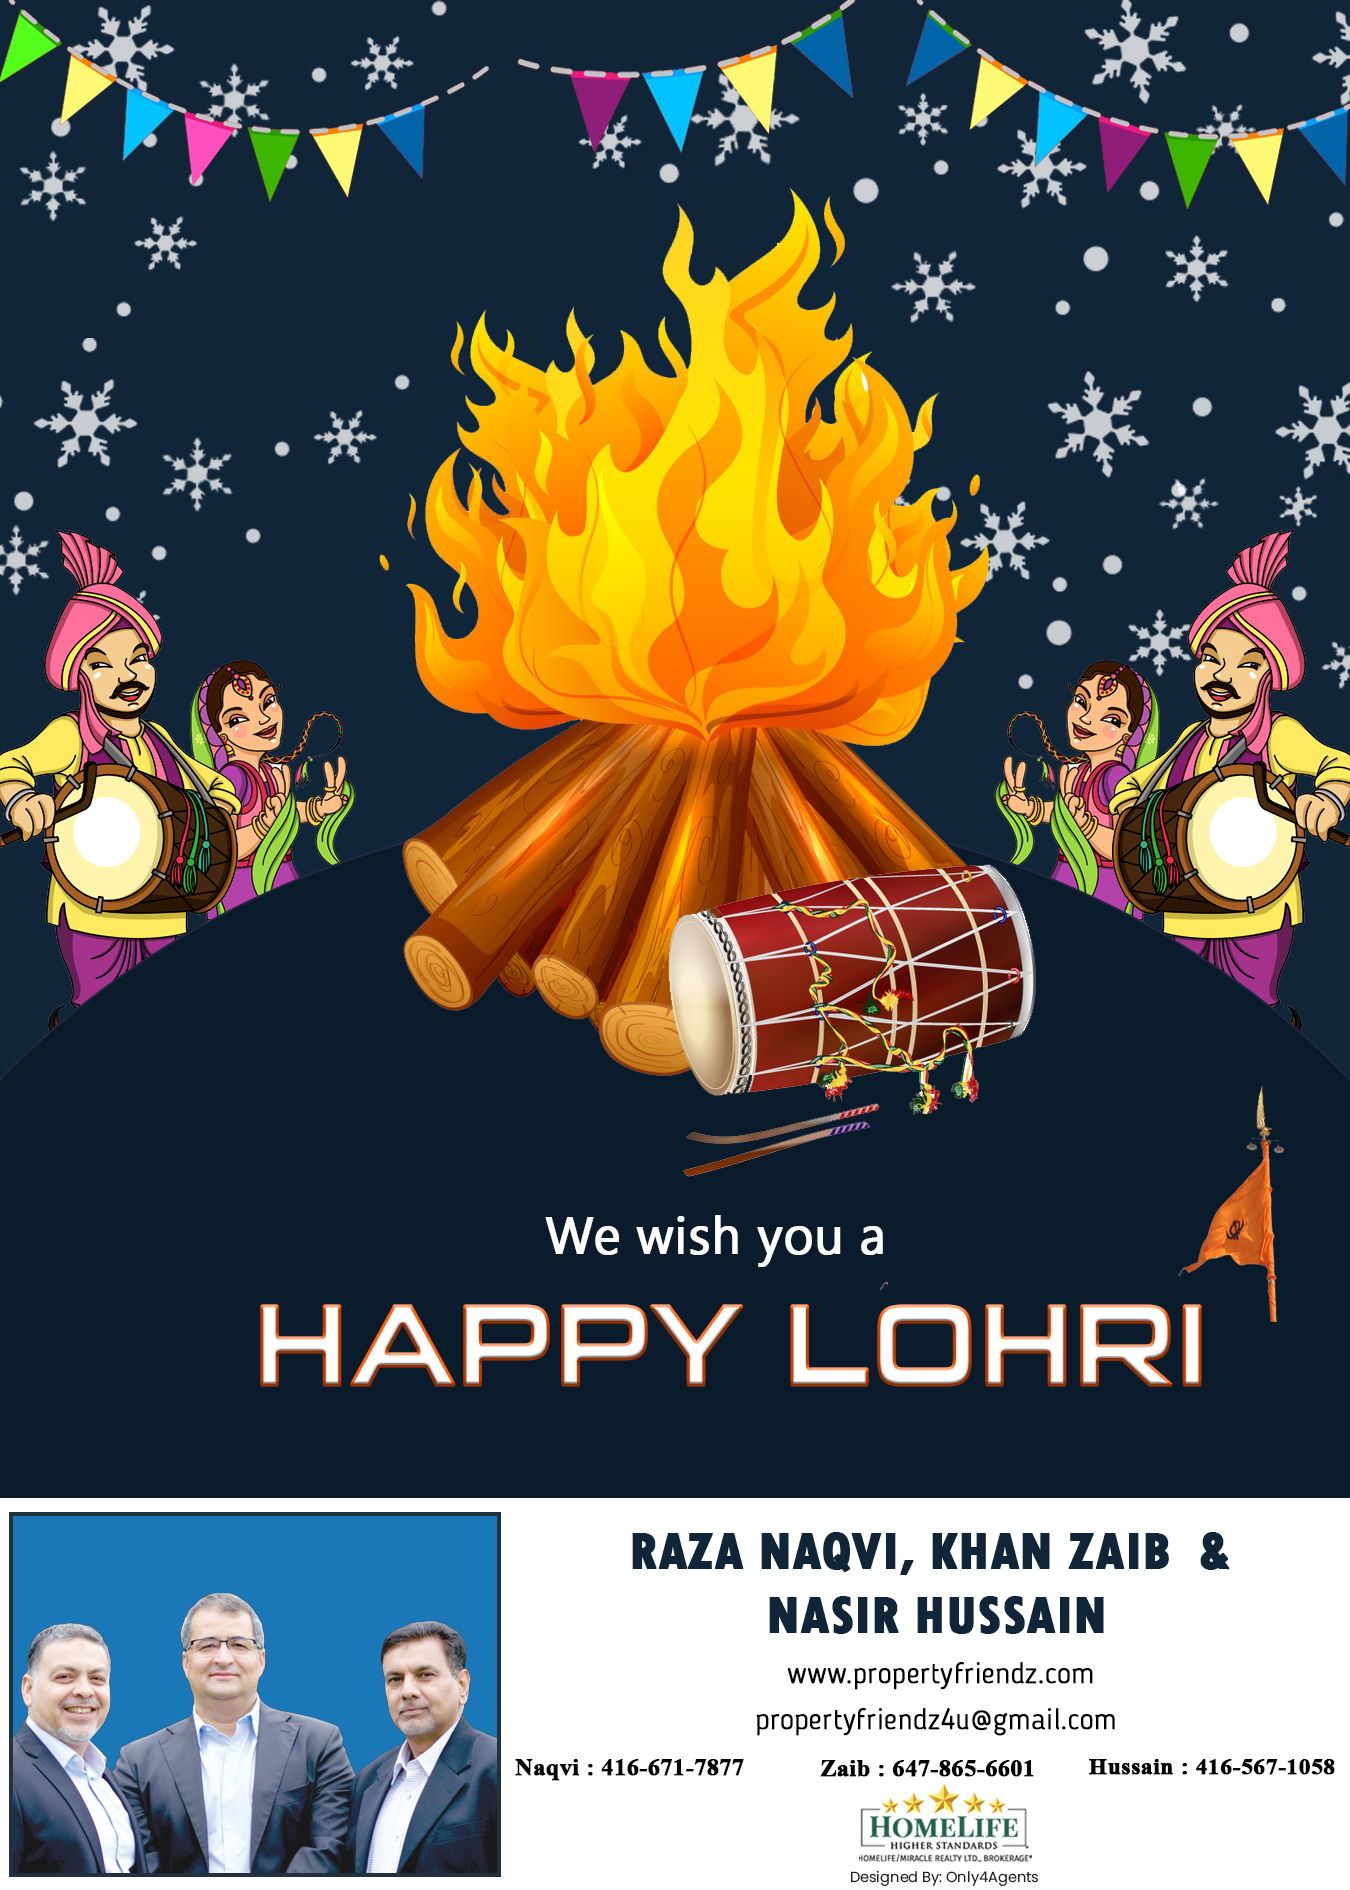 We wish you a
HAPPY LOHRI
RAZA NAQVI, KHAN ZAIB &
NASIR HUSSAIN
www.propertyfriendz.com
propertyfriendz4u@gmail.com
Naqvi : 416-671-7877 Zaib : 647-865-6601 Hussain : 416-567-1058
HOMELIFE
HIGHER STANDARDS
HOMELIFE/MIRACLE REALTY LTD., BROKERAGE*
Designed By: Only4Agents